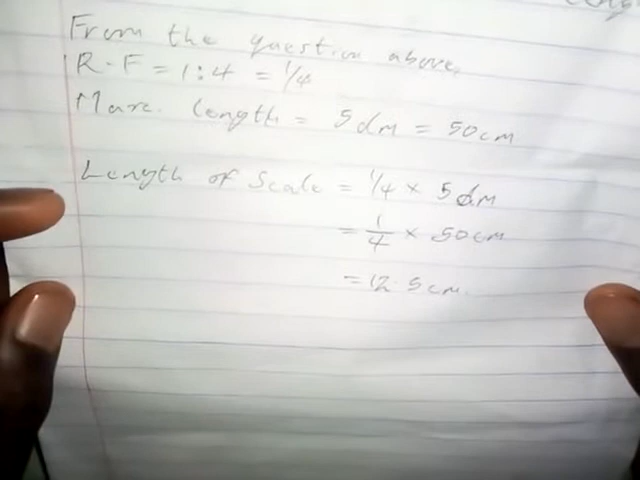 From the question above,
R.F = 1:4 = 1/4
Marc. length = 5dm = 50cm
Length of Scale = 1/4 × 5dm
= 1/4 × 50cm
= 12.5cm.